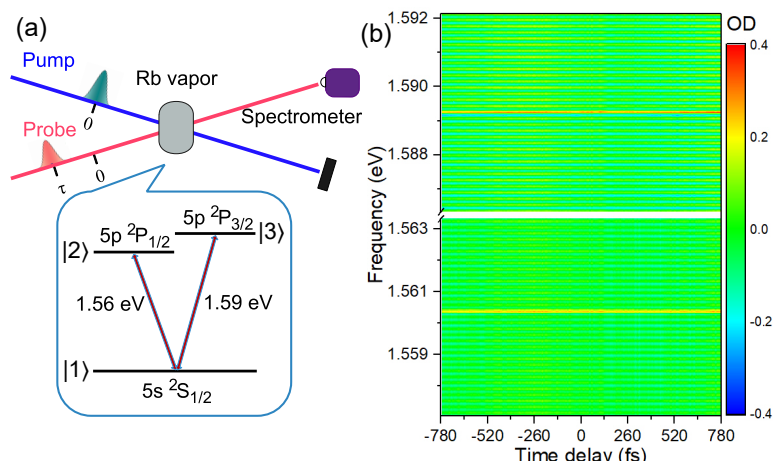 (a)
Pump
0
Rb vapor
Spectrometer
Probe
τ
0
5p ²P₁/₂
5p ²P₃/₂
|2⟩
|3⟩
1.56 eV
1.59 eV
|1⟩
5s ²S₁/₂
(b)
OD
1.592
1.590
1.588
1.563
1.561
1.559
Frequency (eV)
0.4
0.2
0.0
-0.2
-0.4
-780 -520 -260 0 260 520 780
Time delay (fs)